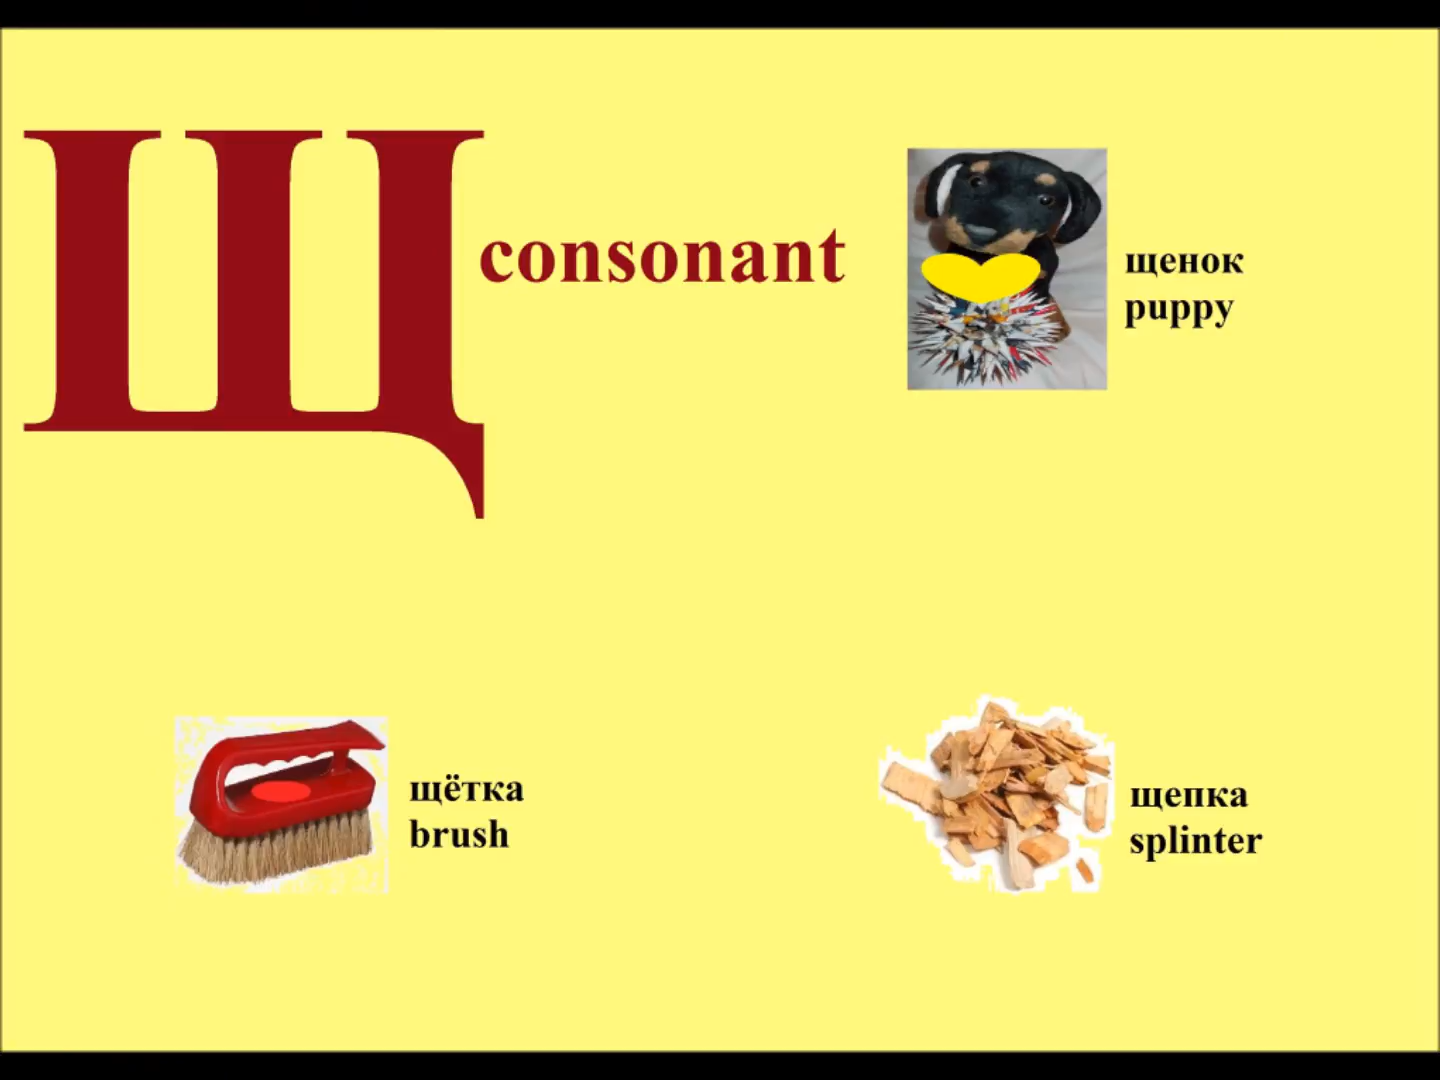 Щ
consonant
щенок
puppy
щётка
brush
щепка
splinter